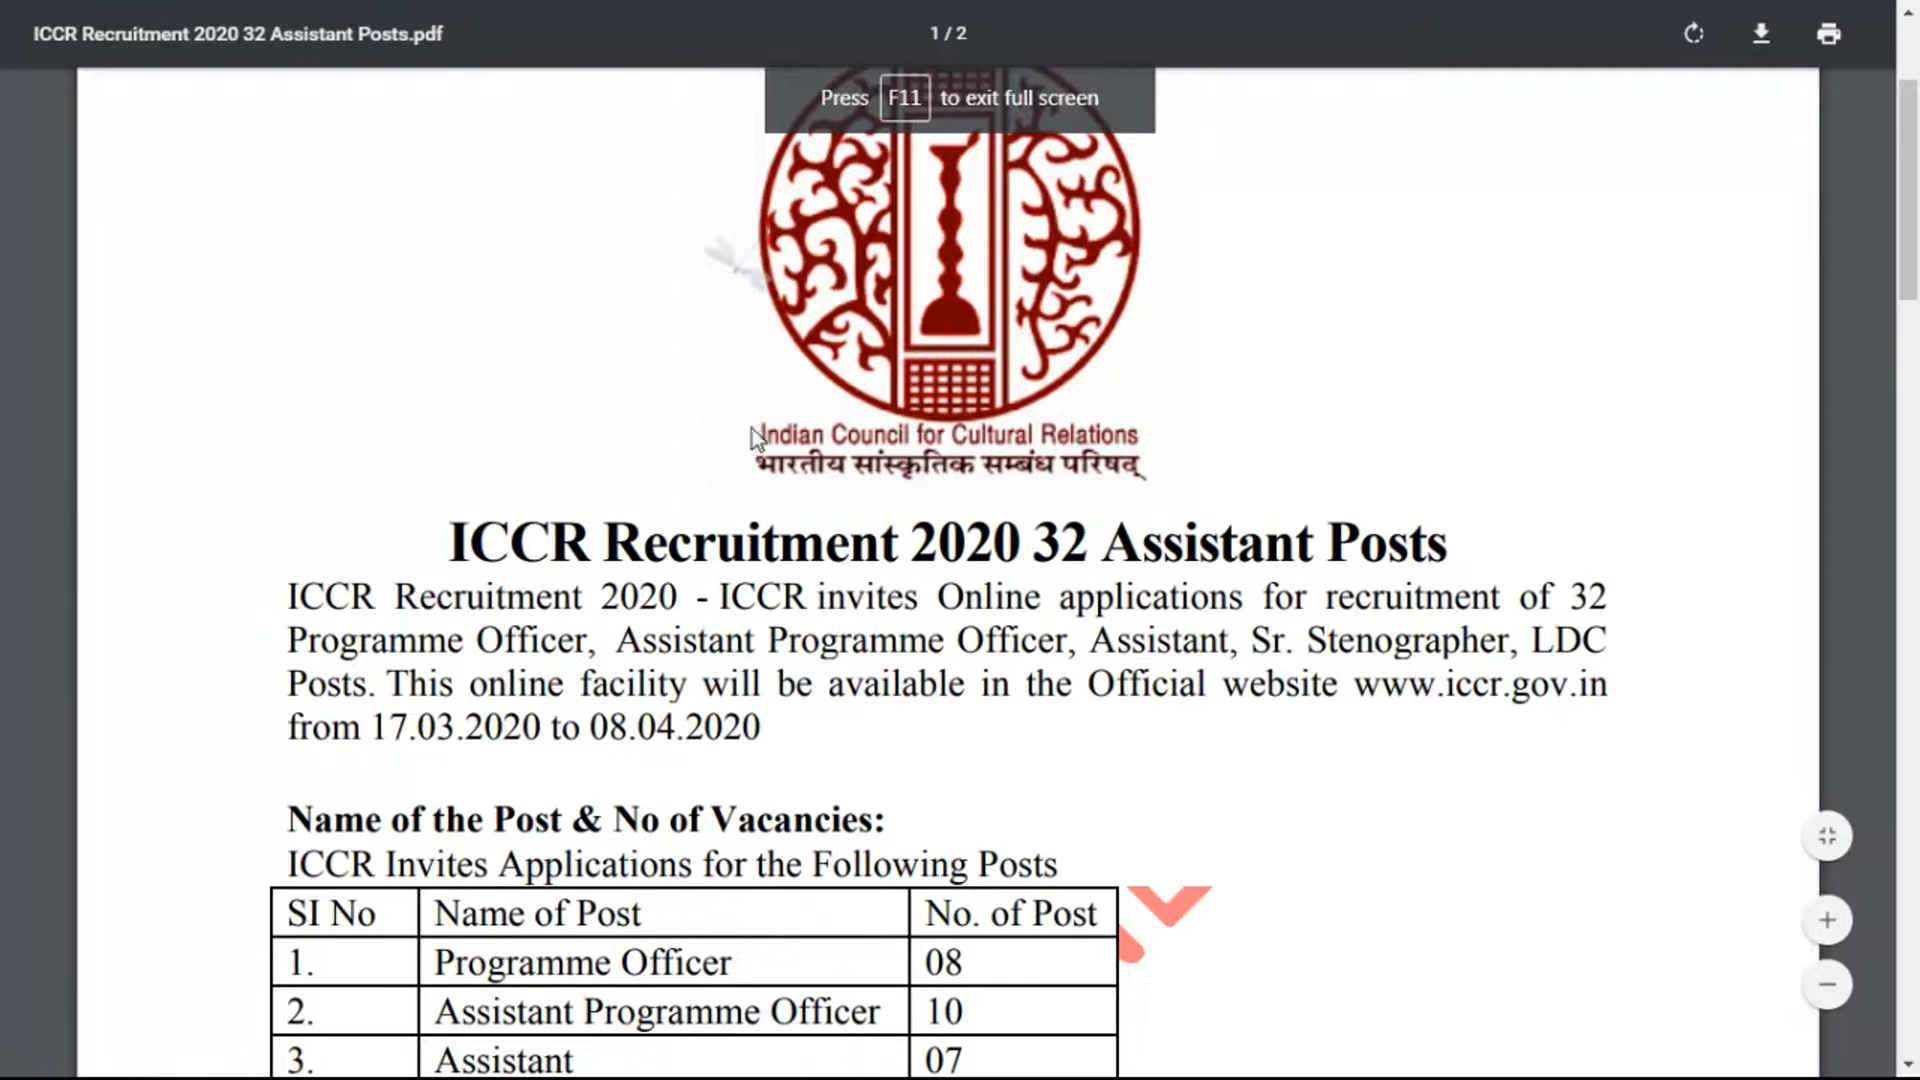 ICCR Recruitment 2020 32 Assistant Posts.pdf
1 / 2
Press F11 to exit full screen
Indian Council for Cultural Relations
भारतीय सांस्कृतिक सम्बंध परिषद्
ICCR Recruitment 2020 32 Assistant Posts
ICCR Recruitment 2020 - ICCR invites Online applications for recruitment of 32
Programme Officer, Assistant Programme Officer, Assistant, Sr. Stenographer, LDC
Posts. This online facility will be available in the Official website www.iccr.gov.in
from 17.03.2020 to 08.04.2020
Name of the Post & No of Vacancies:
ICCR Invites Applications for the Following Posts
SI No Name of Post No. of Post
1. Programme Officer 08
2. Assistant Programme Officer 10
3. Assistant 07